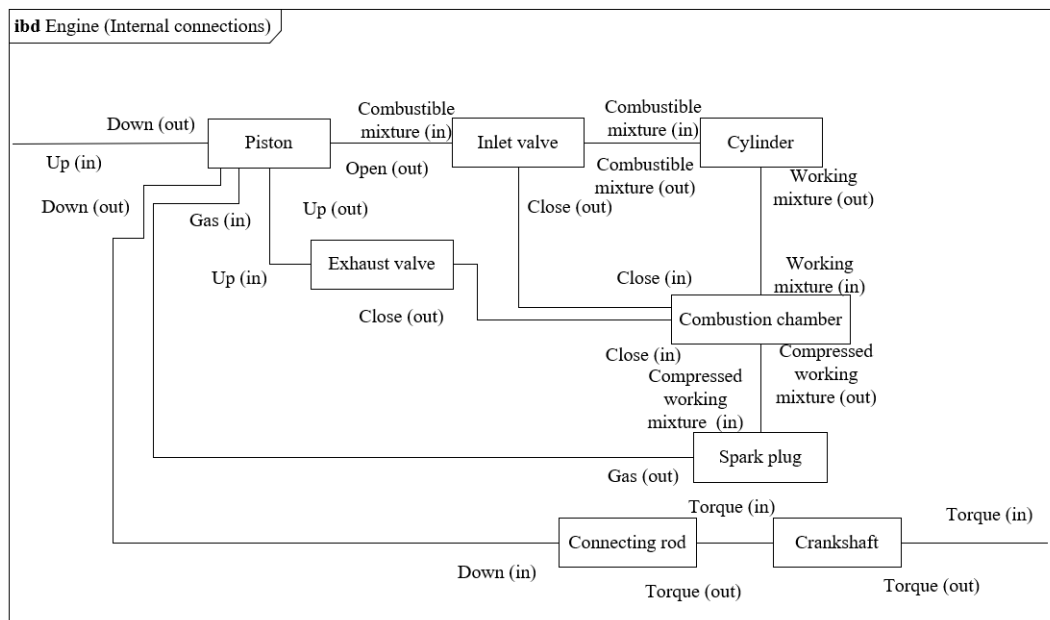 ibd Engine (Internal connections)
Down (out)
Piston
Up (in)
Combustible
mixture (in)
Open (out)
Inlet valve
Combustible
mixture (in)
Combustible
mixture (out)
Cylinder
Down (out)
Gas (in)
Up (out)
Close (out)
Working
mixture (out)
Up (in)
Exhaust valve
Close (out)
Close (in)
Working
mixture (in)
Combustion chamber
Close (in)
Compressed
working
mixture (out)
Compressed
working
mixture (in)
Spark plug
Gas (out)
Torque (in)
Torque (in)
Connecting rod
Crankshaft
Down (in)
Torque (out)
Torque (out)